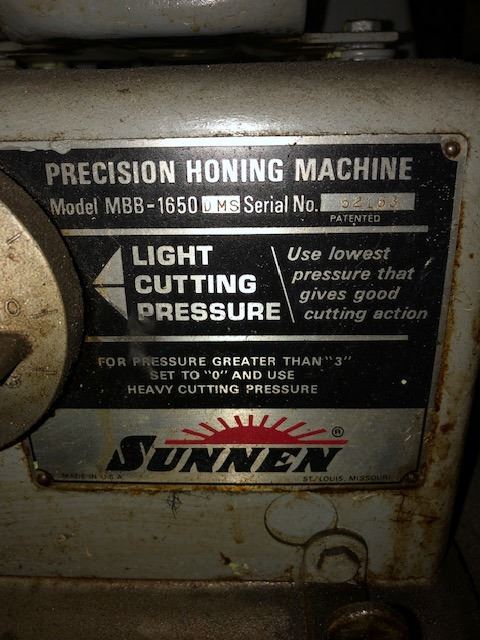 PRECISION HONING MACHINE
Model MBB-1650 DMS Serial No. 62163
PATENTED
LIGHT
CUTTING
PRESSURE
Use lowest
pressure that
gives good
cutting action
FOR PRESSURE GREATER THAN "3"
SET TO "0" AND USE
HEAVY CUTTING PRESSURE
SUNNEN ®
MADE IN U.S.A.
ST. LOUIS, MISSOURI
0